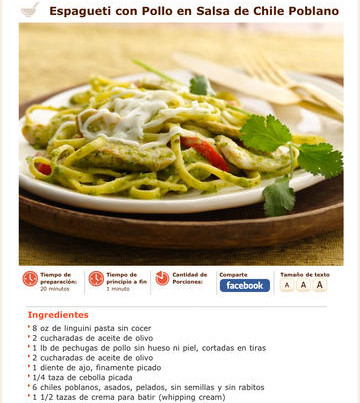 Espagueti con Pollo en Salsa de Chile Poblano
Tiempo de preparación:
20 minutos
Tiempo de principio a fin
1 minuto
Cantidad de Porciones:
Comparte
facebook
Tamaño de texto
A A A
Ingredientes
8 oz de linguini pasta sin cocer
2 cucharadas de aceite de olivo
1 lb de pechugas de pollo sin hueso ni piel, cortadas en tiras
2 cucharadas de aceite de olivo
1 diente de ajo, finamente picado
1/4 taza de cebolla picada
6 chiles poblanos, asados, pelados, sin semillas y sin rabitos
1 1/2 tazas de crema para batir (whipping cream)